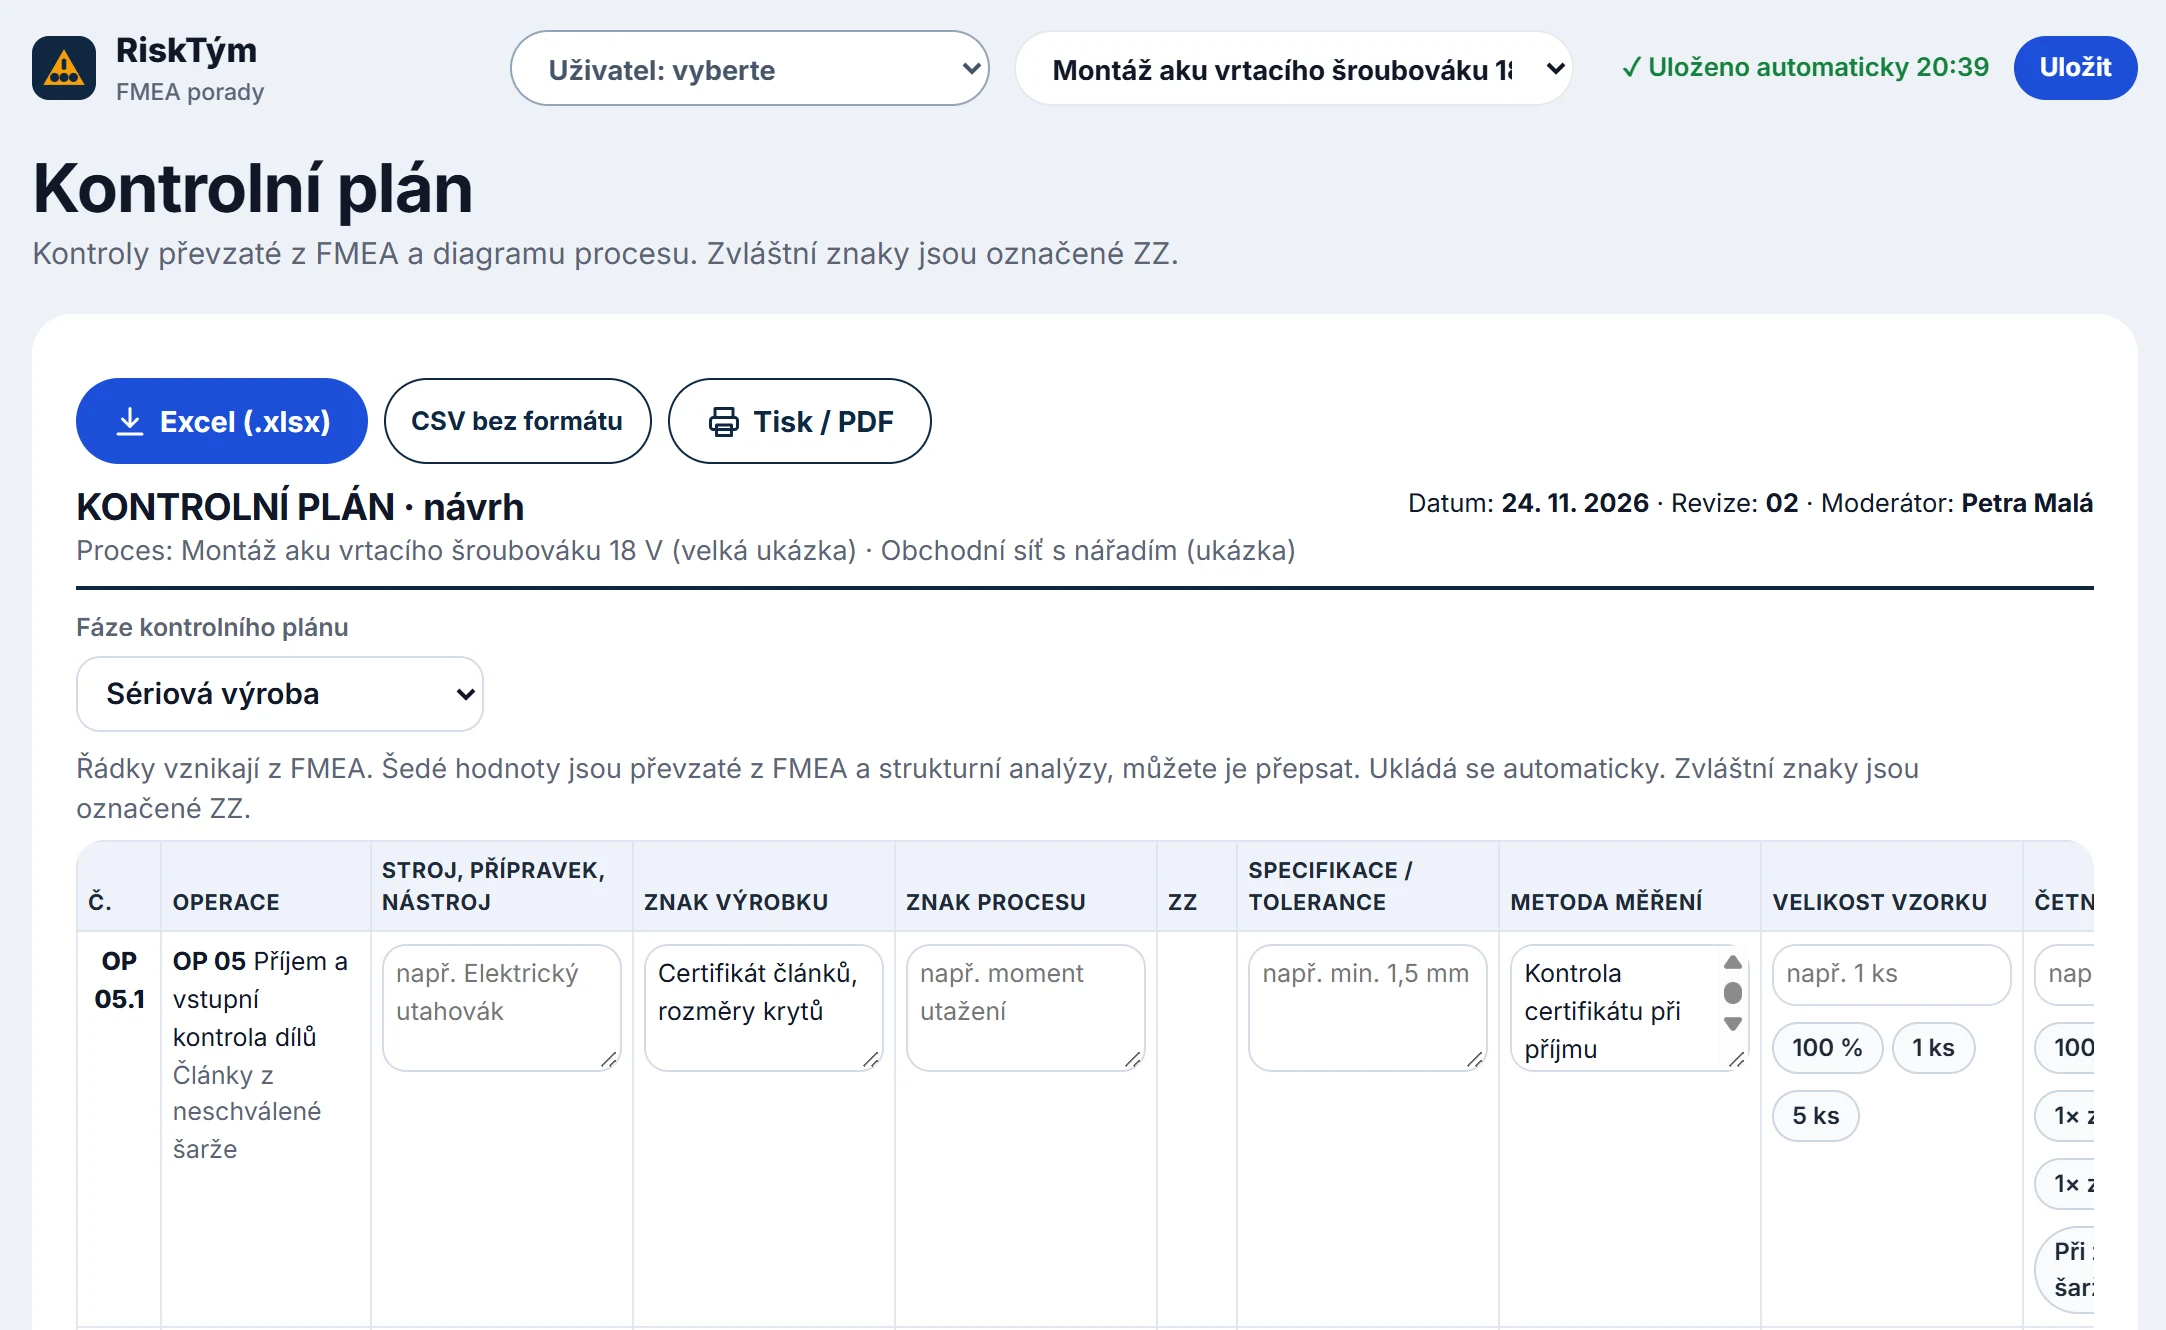 RiskTým
FMEA porady
Uživatel: vyberte
Montáž aku vrtacího šroubováku
✓ Uloženo automaticky 20:39
Uložit
Kontrolní plán
Kontroly převzaté z FMEA a diagramu procesu. Zvláštní znaky jsou označené ZZ.
Excel (.xlsx)
CSV bez formátu
Tisk / PDF
KONTROLNÍ PLÁN · návrh
Datum: 24. 11. 2026 · Revize: 02 · Moderátor: Petra Malá
Proces: Montáž aku vrtacího šroubováku 18 V (velká ukázka) · Obchodní síť s nářadím (ukázka)
Fáze kontrolního plánu
Sériová výroba
Řádky vznikají z FMEA. Šedé hodnoty jsou převzaté z FMEA a strukturní analýzy, můžete je přepsat. Ukládá se automaticky. Zvláštní znaky jsou
označené ZZ.
Č.
OPERACE
STROJ, PŘÍPRAVEK,
NÁSTROJ
ZNAK VÝROBKU
ZNAK PROCESU
ZZ
SPECIFIKACE /
TOLERANCE
METODA MĚŘENÍ
VELIKOST VZORKU
ČETN
OP
05.1
OP 05 Příjem a
vstupní
kontrola dílů
Články z
neschválené
šarže
např. Elektrický
utahovák
Certifikát článků,
rozměry krytů
např. moment
utažení
např. min. 1,5 mm
Kontrola
certifikátu při
příjmu
např. 1 ks
100 %
1 ks
5 ks
nap
100
1×
1×
Při
šar